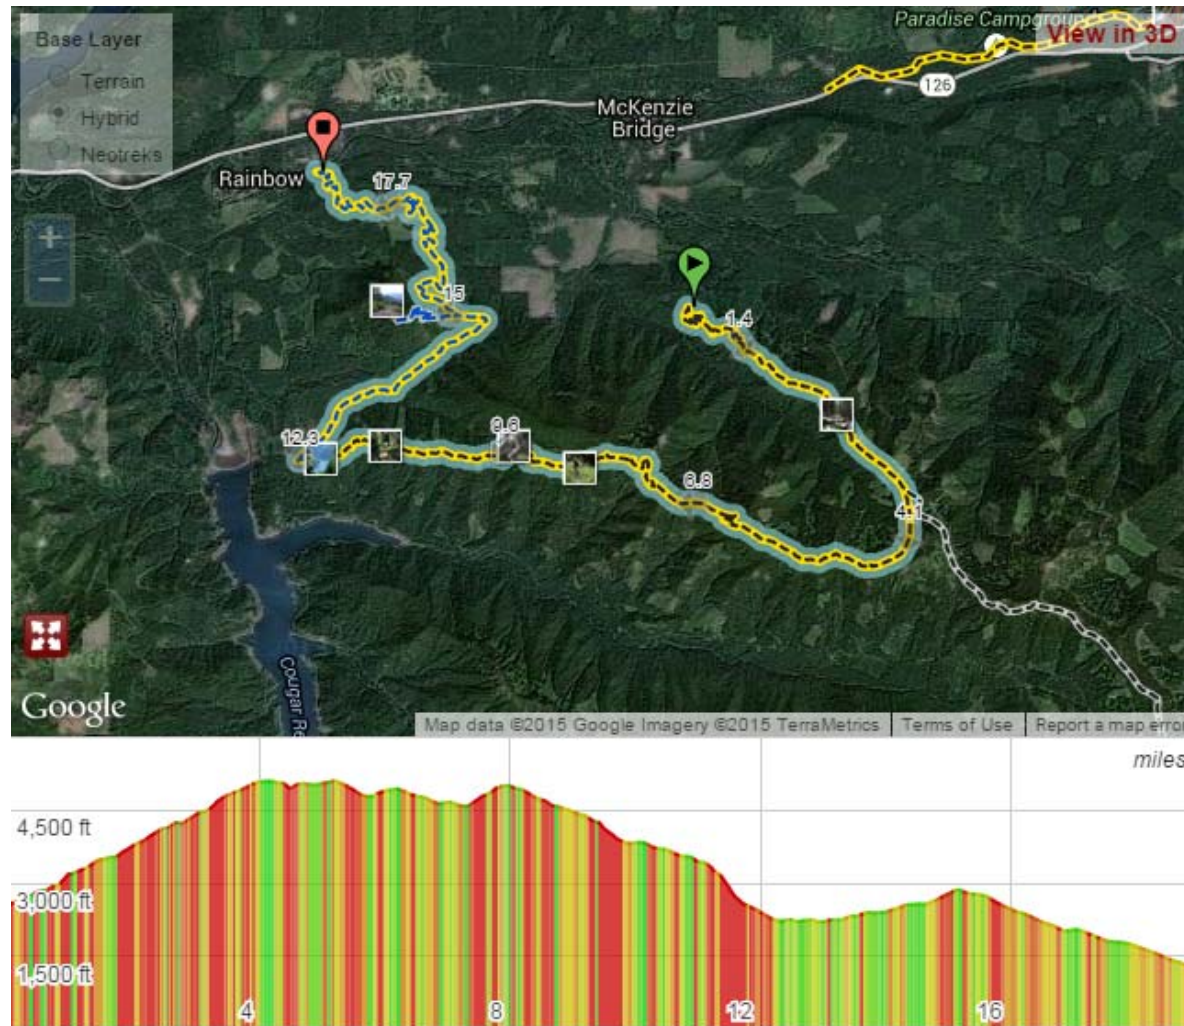 Paradise Campground
View in 3D
Base Layer
Terrain
Hybrid
Neotreks
126
McKenzie
Bridge
Rainbow
17.7
15
1.4
12.3
9.6
6.8
4.1
Cougar Re
Google
Map data ©2015 Google Imagery ©2015 TerraMetrics
Terms of Use
Report a map error
miles
4,500 ft
3,000 ft
1,500 ft
4
8
12
16